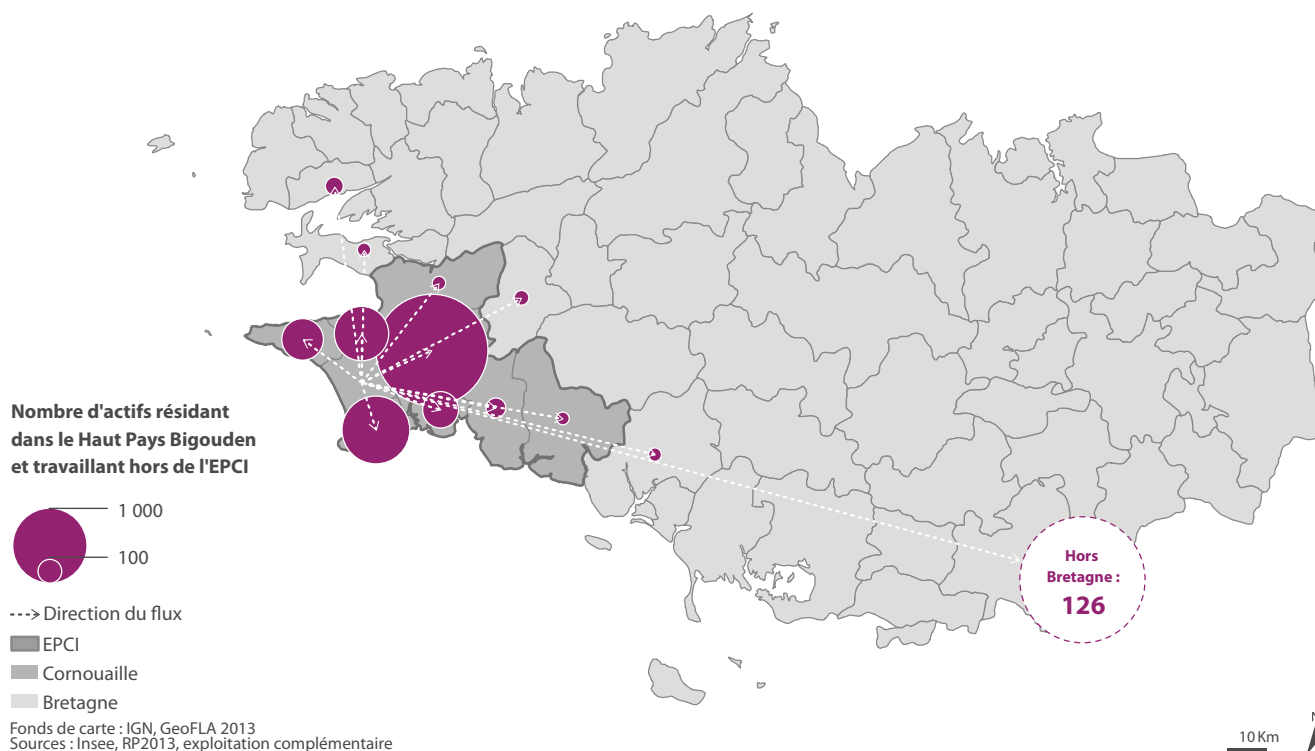 Nombre d'actifs résidant
dans le Haut Pays Bigouden
et travaillant hors de l'EPCI
1 000
100
Direction du flux
EPCI
Cornouaille
Bretagne
Fonds de carte : IGN, GeoFLA 2013
Sources : Insee, RP2013, exploitation complémentaire
Hors
Bretagne :
126
10 Km
N